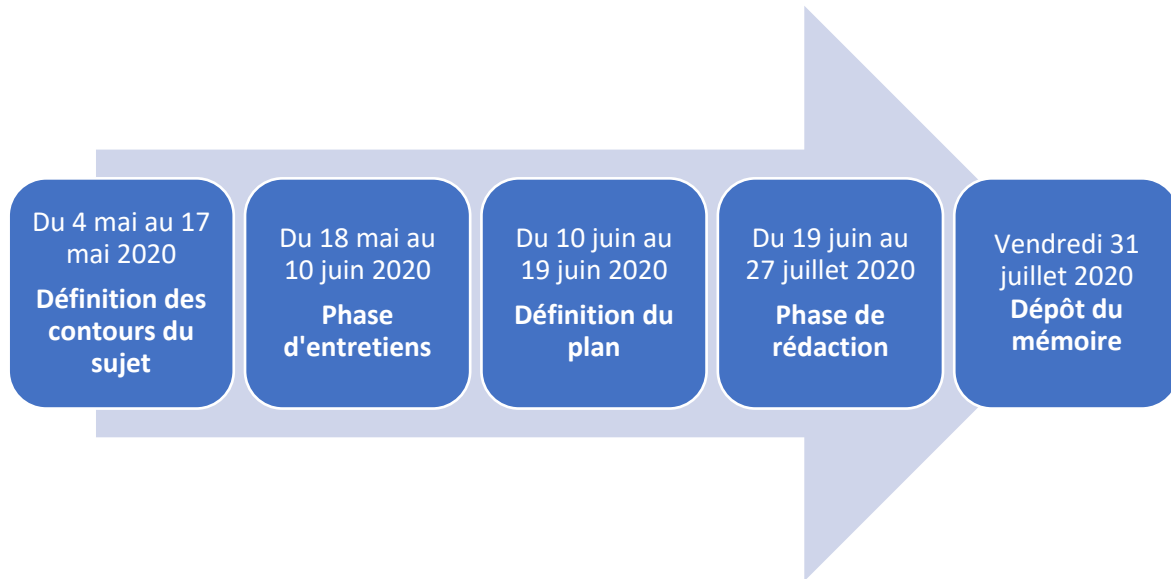 Du 4 mai au 17
mai 2020
Définition des
contours du
sujet
Du 18 mai au
10 juin 2020
Phase
d'entretiens
Du 10 juin au
19 juin 2020
Définition du
plan
Du 19 juin au
27 juillet 2020
Phase de
rédaction
Vendredi 31
juillet 2020
Dépôt du
mémoire